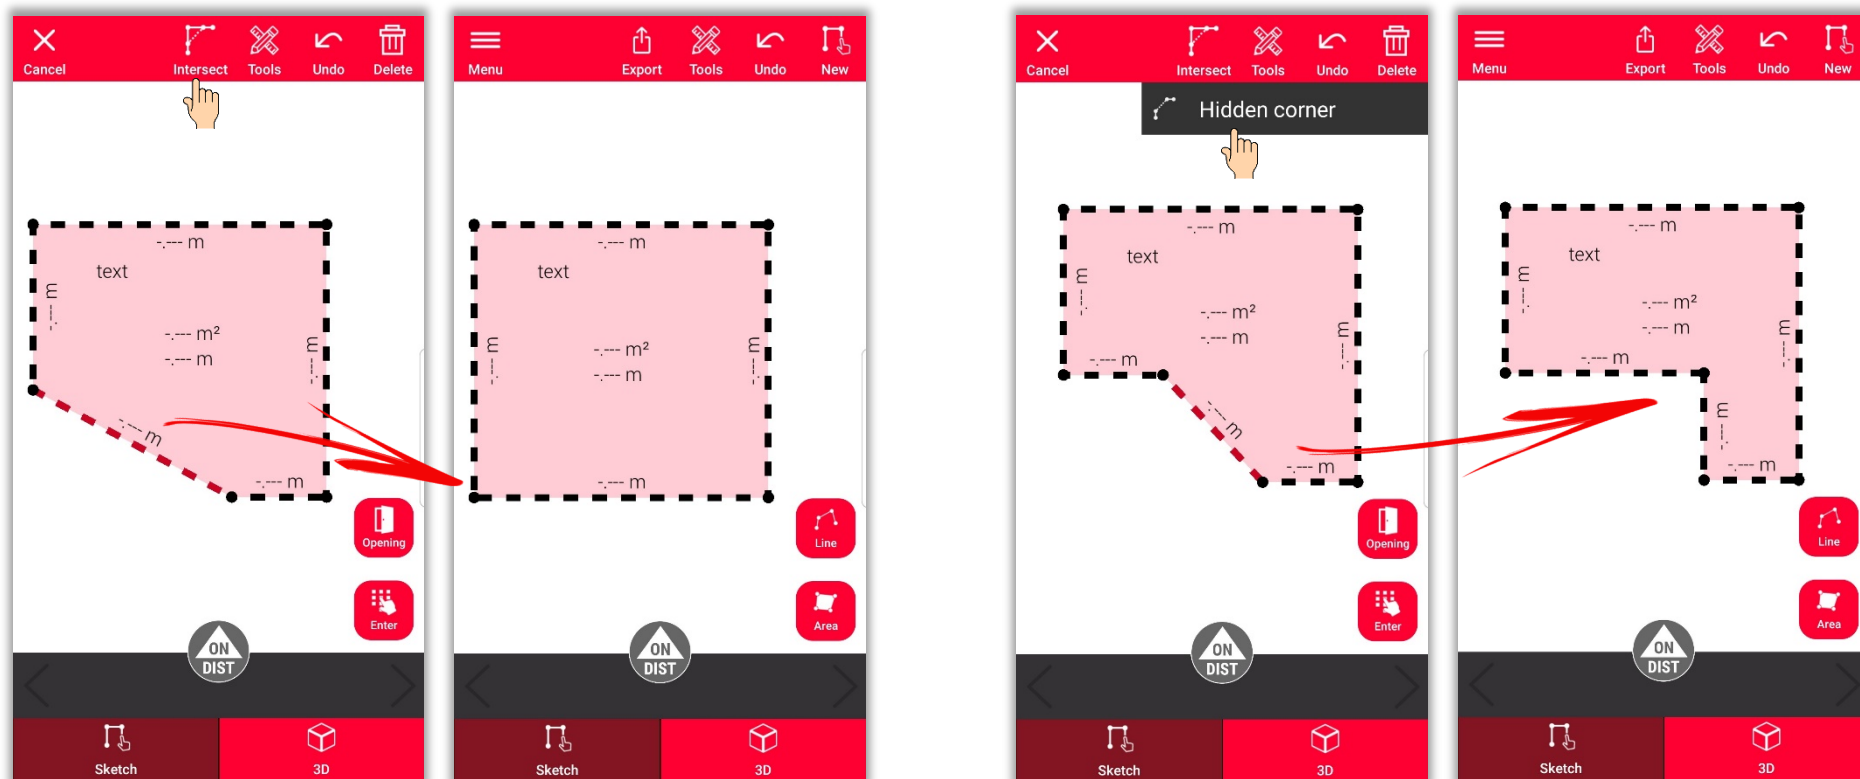 Cancel Intersect Tools Undo Delete
-.--- m
text
-.--- m
-.--- m²
-.--- m
-.--- m
-.--- m
-.--- m
Opening
Enter
ON
DIST
Sketch 3D
Menu Export Tools Undo New
-.--- m
text
-.--- m²
-.--- m
-.--- m
-.--- m
-.--- m
Line
Area
ON
DIST
Sketch 3D
Cancel Intersect Tools Undo Delete
Hidden corner
-.--- m
text
-.--- m
-.--- m²
-.--- m
-.--- m
-.--- m
-.--- m
-.--- m
Opening
Enter
ON
DIST
Sketch 3D
Menu Export Tools Undo New
-.--- m
text
-.--- m
-.--- m²
-.--- m
-.--- m
-.--- m
-.--- m
-.--- m
Line
Area
ON
DIST
Sketch 3D